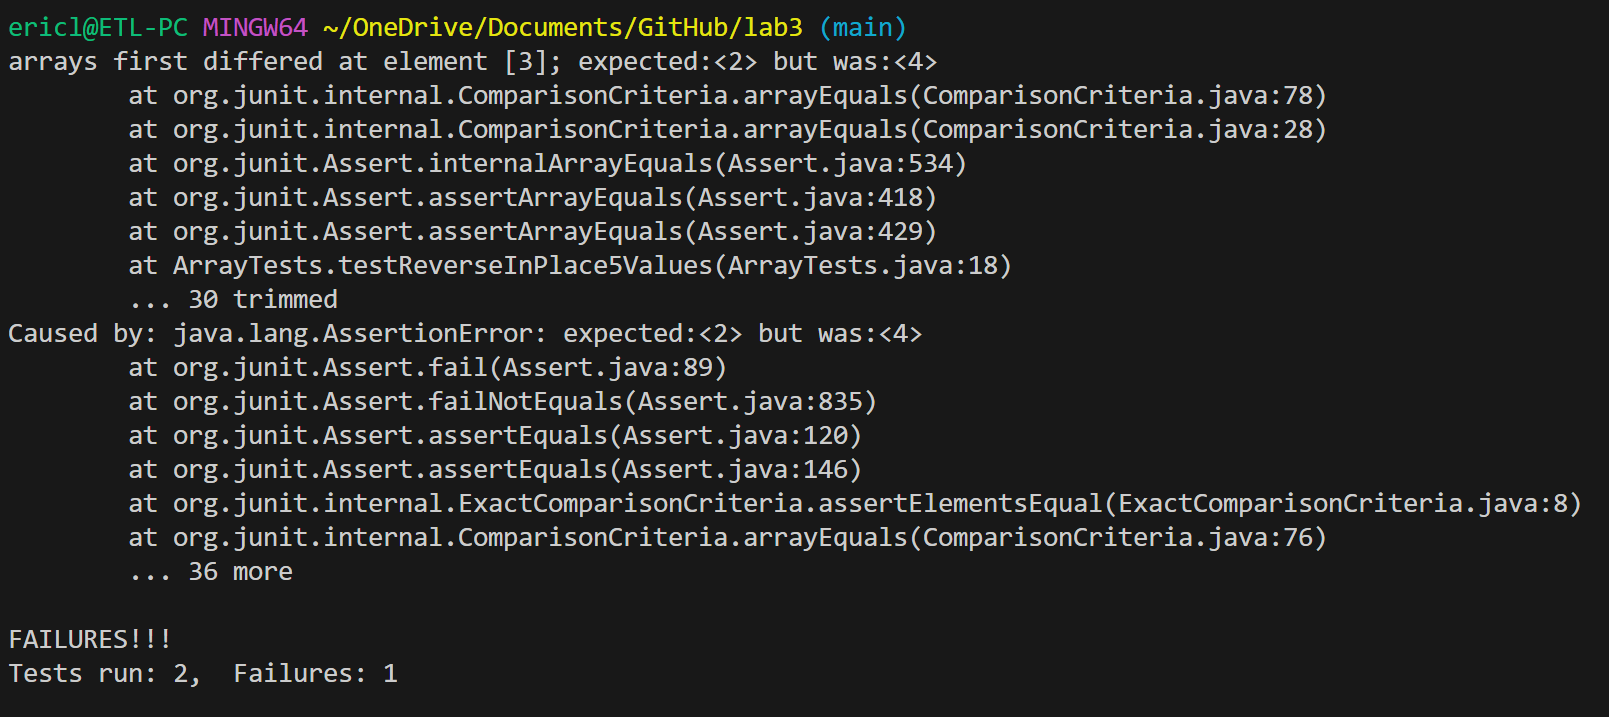 ericl@ETL-PC MINGW64 ~/OneDrive/Documents/GitHub/lab3 (main)
arrays first differed at element [3]; expected:<2> but was:<4>
        at org.junit.internal.ComparisonCriteria.arrayEquals(ComparisonCriteria.java:78)
        at org.junit.internal.ComparisonCriteria.arrayEquals(ComparisonCriteria.java:28)
        at org.junit.Assert.internalArrayEquals(Assert.java:534)
        at org.junit.Assert.assertArrayEquals(Assert.java:418)
        at org.junit.Assert.assertArrayEquals(Assert.java:429)
        at ArrayTests.testReverseInPlace5Values(ArrayTests.java:18)
        ... 30 trimmed
Caused by: java.lang.AssertionError: expected:<2> but was:<4>
        at org.junit.Assert.fail(Assert.java:89)
        at org.junit.Assert.failNotEquals(Assert.java:835)
        at org.junit.Assert.assertEquals(Assert.java:120)
        at org.junit.Assert.assertEquals(Assert.java:146)
        at org.junit.internal.ExactComparisonCriteria.assertElementsEqual(ExactComparisonCriteria.java:8)
        at org.junit.internal.ComparisonCriteria.arrayEquals(ComparisonCriteria.java:76)
        ... 36 more

FAILURES!!!
Tests run: 2,  Failures: 1